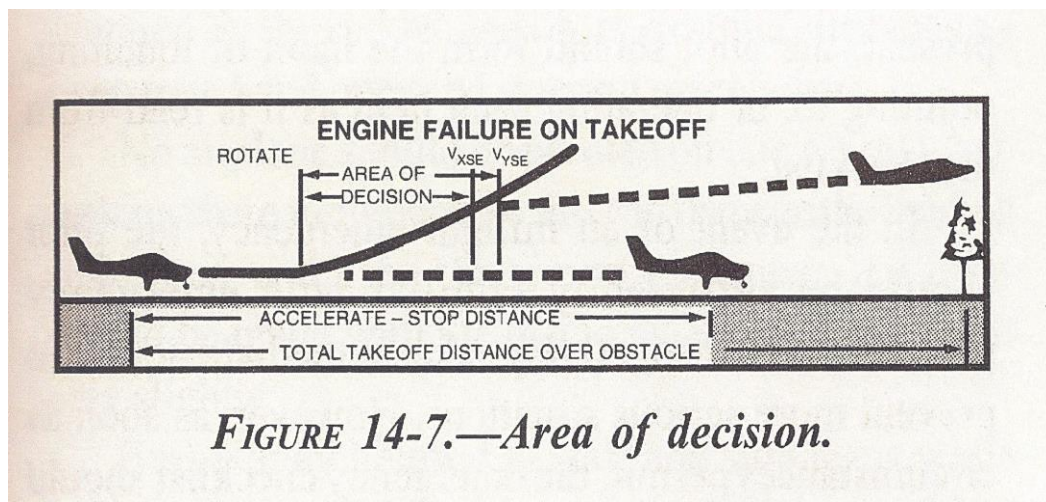 ENGINE FAILURE ON TAKEOFF
ROTATE
VXSE VYSE
AREA OF
DECISION
ACCELERATE – STOP DISTANCE
TOTAL TAKEOFF DISTANCE OVER OBSTACLE
FIGURE 14-7.—Area of decision.